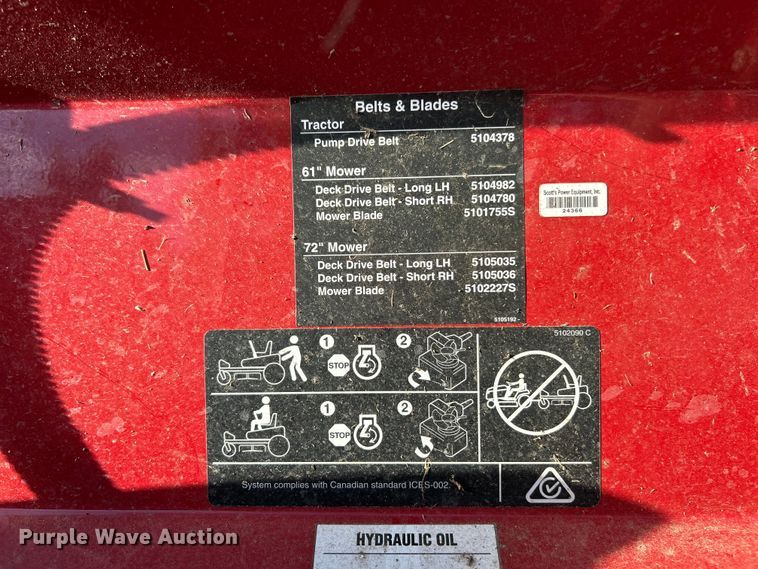 Belts & Blades
Tractor
Pump Drive Belt 5104378
61" Mower
Deck Drive Belt - Long LH 5104982
Deck Drive Belt - Short RH 5104780
Mower Blade 5101755S
72" Mower
Deck Drive Belt - Long LH 5105035
Deck Drive Belt - Short RH 5105036
Mower Blade 5102227S
5105192 -
Scott's Power Equipment, Inc.
24366
5102090 C
1 2
STOP
1 2
STOP
System complies with Canadian standard ICES-002
HYDRAULIC OIL
Purple Wave Auction